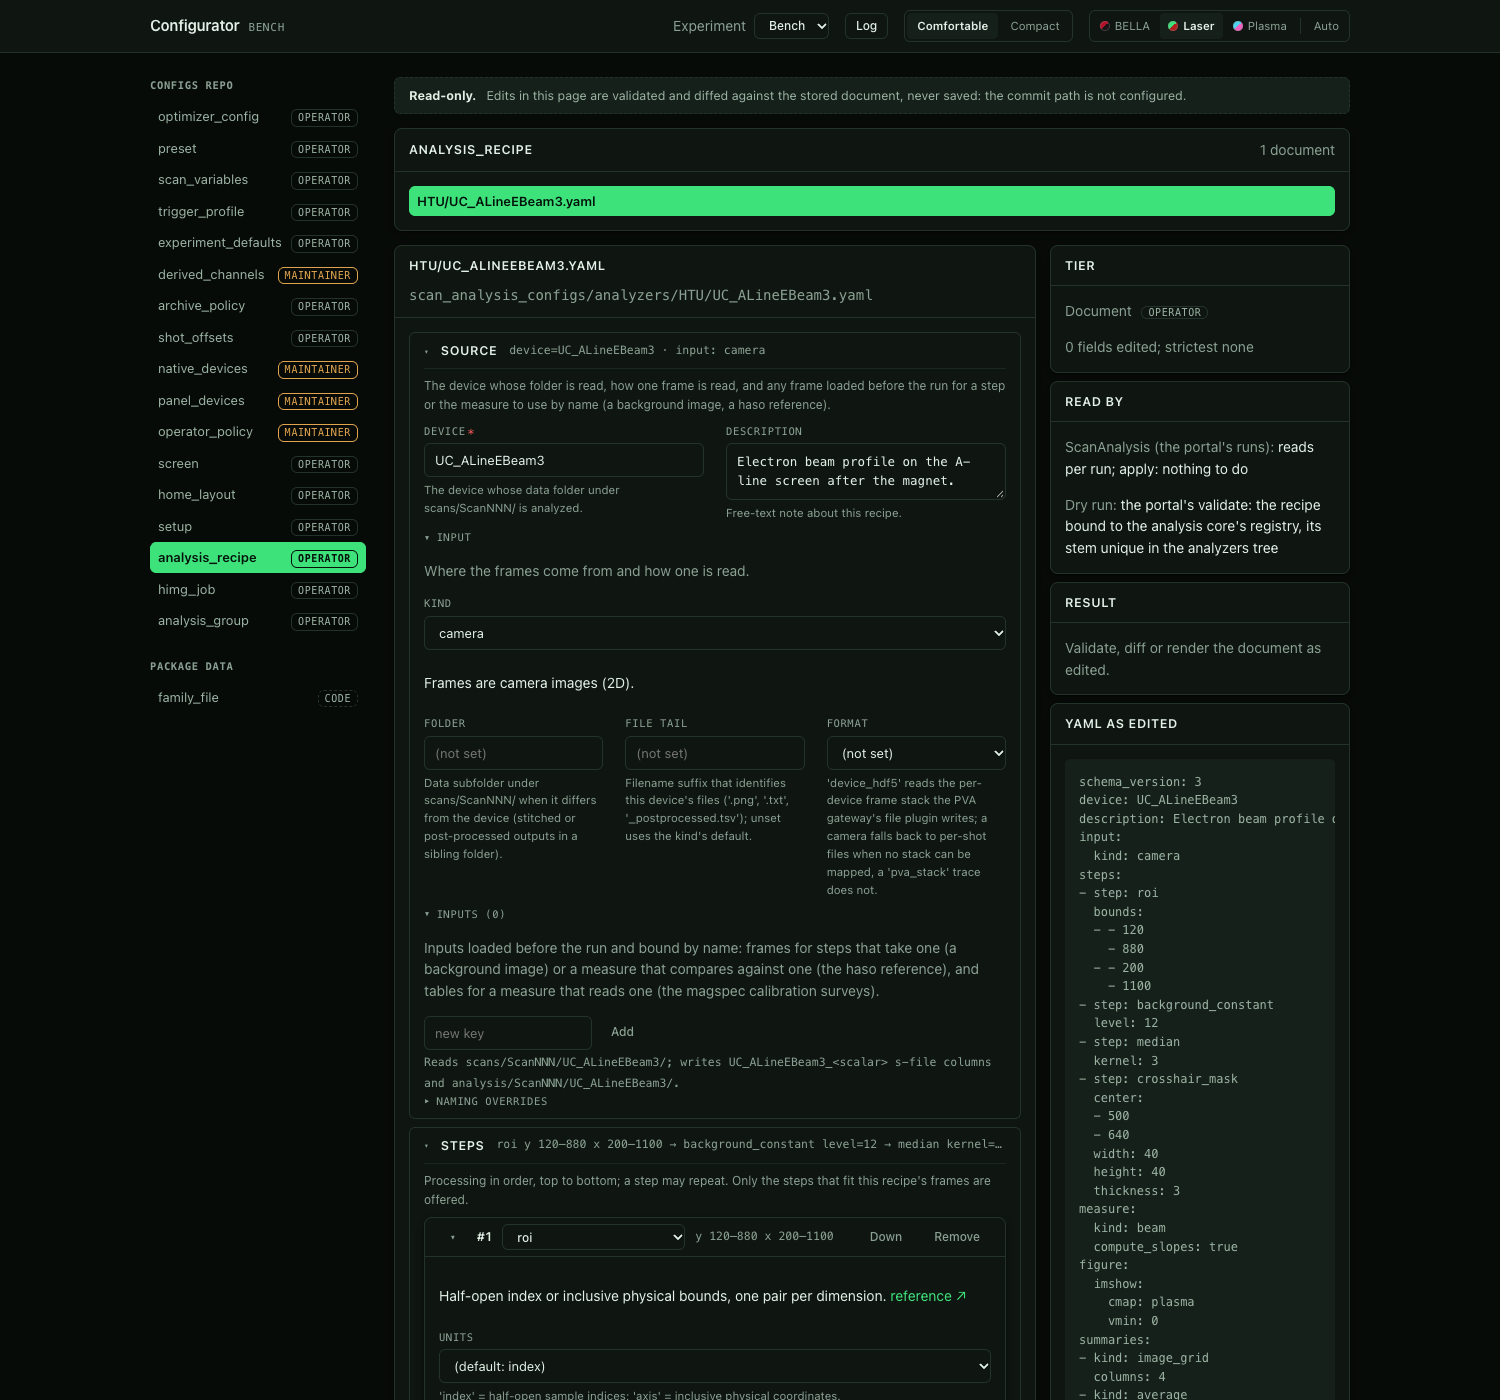 Configurator BENCH
Experiment Bench Log Comfortable Compact BELLA Laser Plasma Auto
CONFIGS REPO
optimizer_config OPERATOR
preset OPERATOR
scan_variables OPERATOR
trigger_profile OPERATOR
experiment_defaults OPERATOR
derived_channels MAINTAINER
archive_policy OPERATOR
shot_offsets OPERATOR
native_devices MAINTAINER
panel_devices MAINTAINER
operator_policy MAINTAINER
screen OPERATOR
home_layout OPERATOR
setup OPERATOR
analysis_recipe OPERATOR
himg_job OPERATOR
analysis_group OPERATOR
PACKAGE DATA
family_file CODE
Read-only. Edits in this page are validated and diffed against the stored document, never saved: the commit path is not configured.
ANALYSIS_RECIPE 1 document
HTU/UC_ALineEBeam3.yaml
HTU/UC_ALINEEBEAM3.YAML
scan_analysis_configs/analyzers/HTU/UC_ALineEBeam3.yaml
SOURCE device=UC_ALineEBeam3 · input: camera
The device whose folder is read, how one frame is read, and any frame loaded before the run for a step
or the measure to use by name (a background image, a haso reference).
DEVICE*
UC_ALineEBeam3
The device whose data folder under
scans/ScanNNN/ is analyzed.
DESCRIPTION
Electron beam profile on the A-
line screen after the magnet.
Free-text note about this recipe.
▾ INPUT
Where the frames come from and how one is read.
KIND
camera
Frames are camera images (2D).
FOLDER
(not set)
Data subfolder under
scans/ScanNNN/ when it differs
from the device (stitched or
post-processed outputs in a
sibling folder).
FILE TAIL
(not set)
Filename suffix that identifies
this device's files ('.png', '.txt',
'_postprocessed.tsv'); unset
uses the kind's default.
FORMAT
(not set)
'device_hdf5' reads the per-
device frame stack the PVA
gateway's file plugin writes; a
camera falls back to per-shot
files when no stack can be
mapped, a 'pva_stack' trace
does not.
▾ INPUTS (0)
Inputs loaded before the run and bound by name: frames for steps that take one (a
background image) or a measure that compares against one (the haso reference), and
tables for a measure that reads one (the magspec calibration surveys).
new key Add
Reads scans/ScanNNN/UC_ALineEBeam3/; writes UC_ALineEBeam3_<scalar> s-file columns
and analysis/ScanNNN/UC_ALineEBeam3/.
▸ NAMING OVERRIDES
STEPS roi y 120–880 x 200–1100 → background_constant level=12 → median kernel=…
Processing in order, top to bottom; a step may repeat. Only the steps that fit this recipe's frames are
offered.
#1 roi y 120–880 x 200–1100 Down Remove
Half-open index or inclusive physical bounds, one pair per dimension. reference ↗
UNITS
(default: index)
'index' = half-open sample indices; 'axis' = inclusive physical coordinates.
TIER
Document OPERATOR
0 fields edited; strictest none
READ BY
ScanAnalysis (the portal's runs): reads
per run; apply: nothing to do
Dry run: the portal's validate: the recipe
bound to the analysis core's registry, its
stem unique in the analyzers tree
RESULT
Validate, diff or render the document as
edited.
YAML AS EDITED
schema_version: 3
device: UC_ALineEBeam3
description: Electron beam profile o
input:
  kind: camera
steps:
- step: roi
  bounds:
  - - 120
    - 880
  - - 200
    - 1100
- step: background_constant
  level: 12
- step: median
  kernel: 3
- step: crosshair_mask
  center:
  - 500
  - 640
  width: 40
  height: 40
  thickness: 3
measure:
  kind: beam
  compute_slopes: true
figure:
  imshow:
    cmap: plasma
    vmin: 0
summaries:
- kind: image_grid
  columns: 4
- kind: average